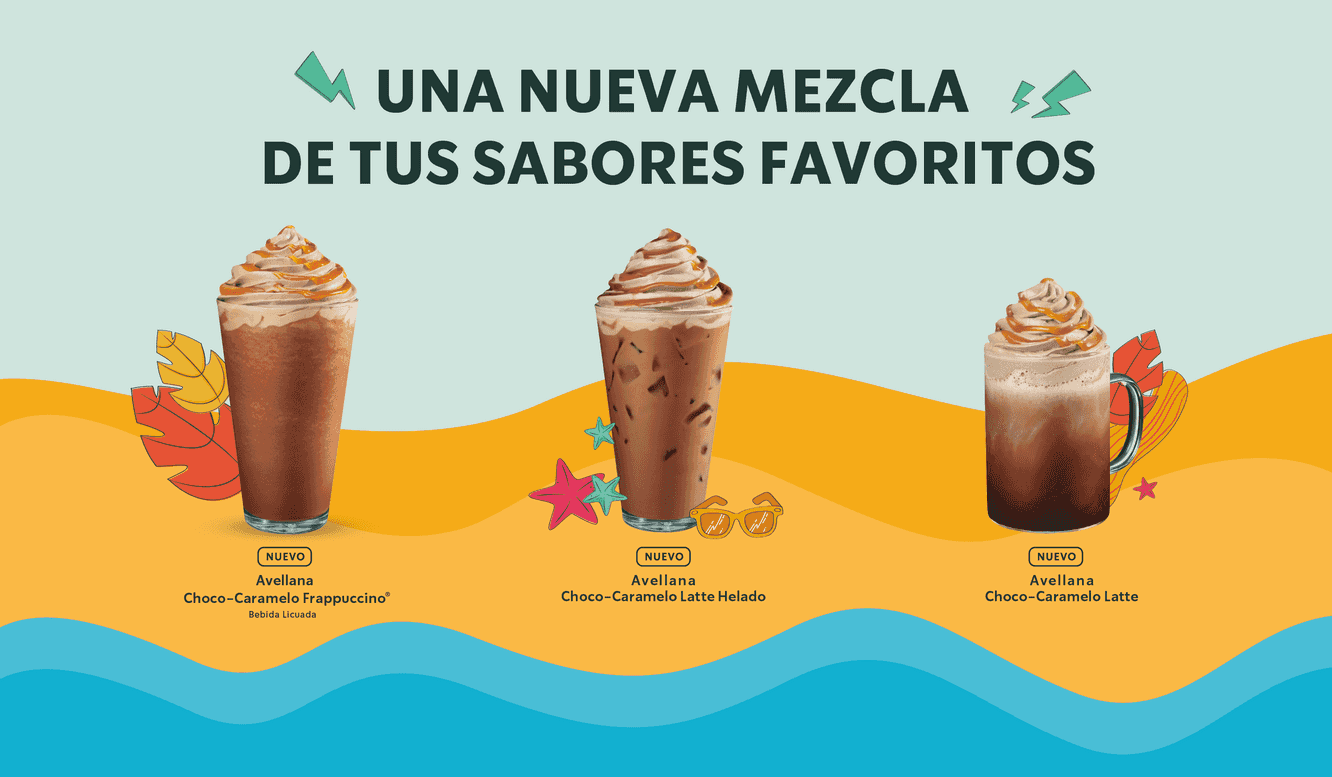 UNA NUEVA MEZCLA
DE TUS SABORES FAVORITOS
NUEVO
Avellana
Choco-Caramelo Frappuccino®
Bebida Licuada
NUEVO
Avellana
Choco-Caramelo Latte Helado
NUEVO
Avellana
Choco-Caramelo Latte